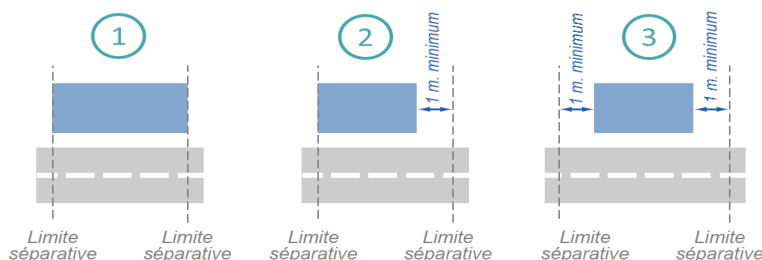 1
2
3
1 m. minimum
1 m. minimum
1 m. minimum
Limite
séparative
Limite
séparative
Limite
séparative
Limite
séparative
Limite
séparative
Limite
séparative